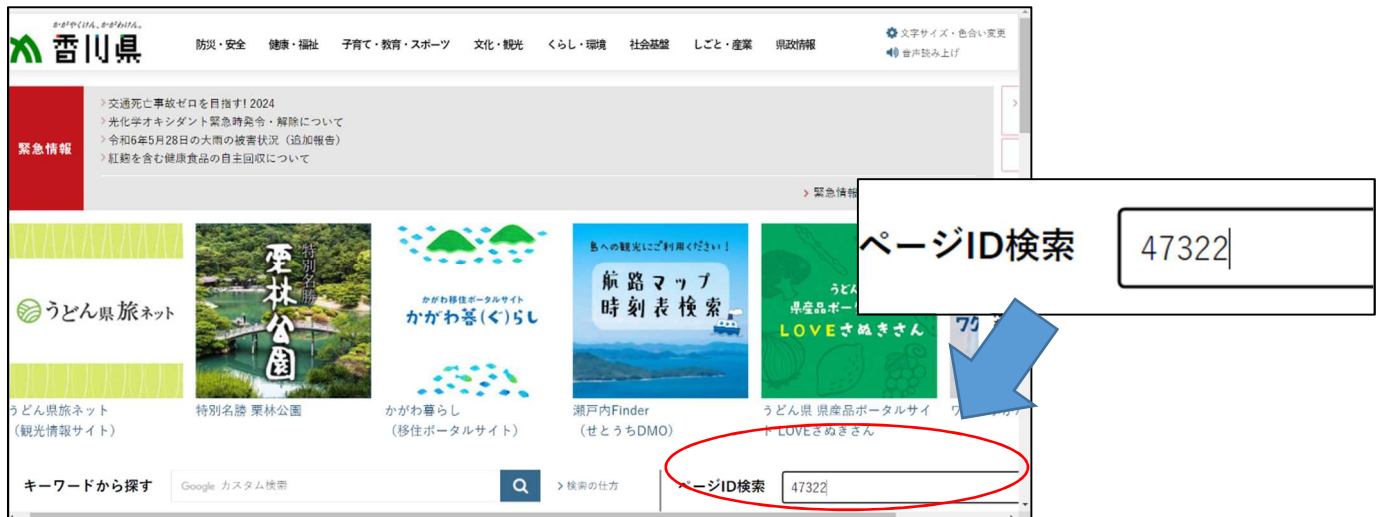 かがやくけん、かがわけん。
香川県
防災・安全 健康・福祉 子育て・教育・スポーツ 文化・観光 くらし・環境 社会基盤 しごと・産業 県政情報
文字サイズ・色合い変更
音声読み上げ
緊急情報
交通死亡事故ゼロを目指す! 2024
光化学オキシダント緊急時発令・解除について
令和6年5月28日の大雨の被害状況（追加報告）
紅麹を含む健康食品の自主回収について
緊急情報
ページID検索 47322
うどん県旅ネット
特別名勝
栗林公園
かがわ移住ポータルサイト
かがわ暮(く)らし
島への観光にご利用ください！
航路マップ
時刻表検索
うどん
県産品ポー
LOVEさぬきさん
ワク
うどん県旅ネット
（観光情報サイト）
特別名勝 栗林公園
かがわ暮らし
（移住ポータルサイト）
瀬戸内Finder
（せとうちDMO）
うどん県 県産品ポータルサイ
ト LOVEさぬきさん
キーワードから探す Google カスタム検索 検索の仕方 ページID検索 47322